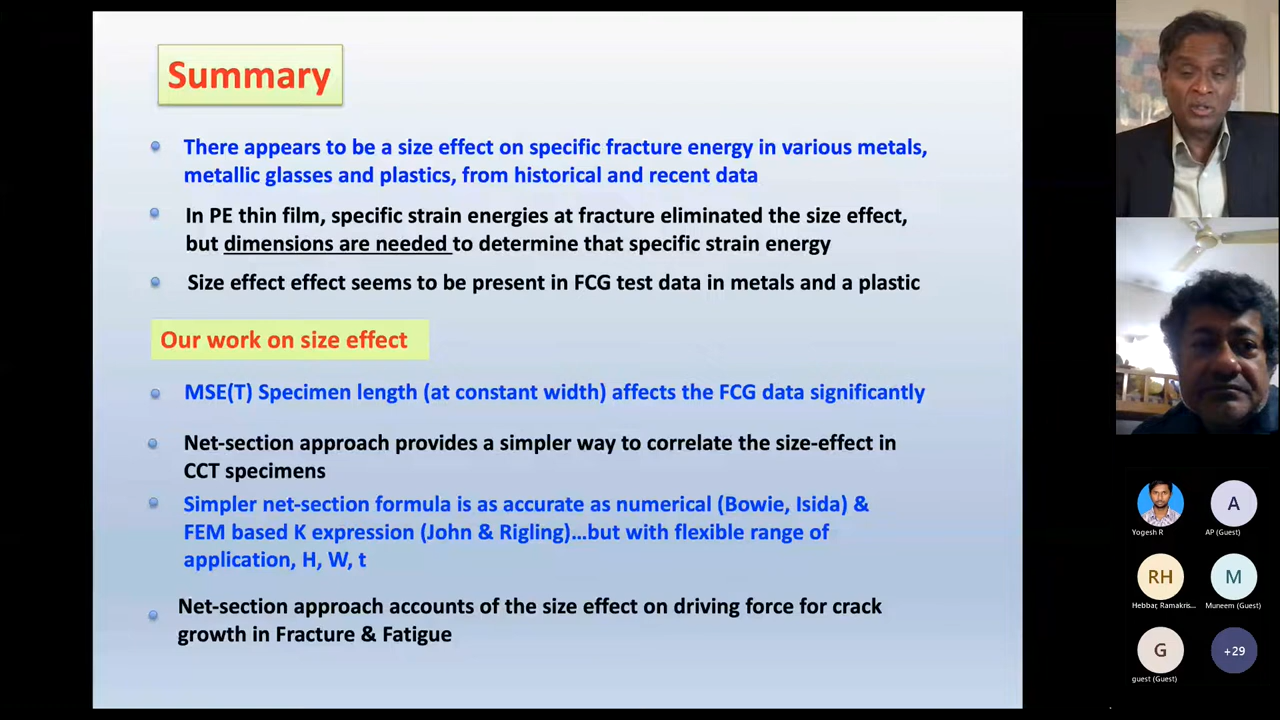 Summary
There appears to be a size effect on specific fracture energy in various metals,
metallic glasses and plastics, from historical and recent data
In PE thin film, specific strain energies at fracture eliminated the size effect,
but dimensions are needed to determine that specific strain energy
Size effect effect seems to be present in FCG test data in metals and a plastic
Our work on size effect
MSE(T) Specimen length (at constant width) affects the FCG data significantly
Net-section approach provides a simpler way to correlate the size-effect in
CCT specimens
Simpler net-section formula is as accurate as numerical (Bowie, Isida) &
FEM based K expression (John & Rigling)...but with flexible range of
application, H, W, t
Net-section approach accounts of the size effect on driving force for crack
growth in Fracture & Fatigue
Yogesh R
A
AP (Guest)
RH
Hebbar, Ramakris...
M
Muneem (Guest)
G
guest (Guest)
+29